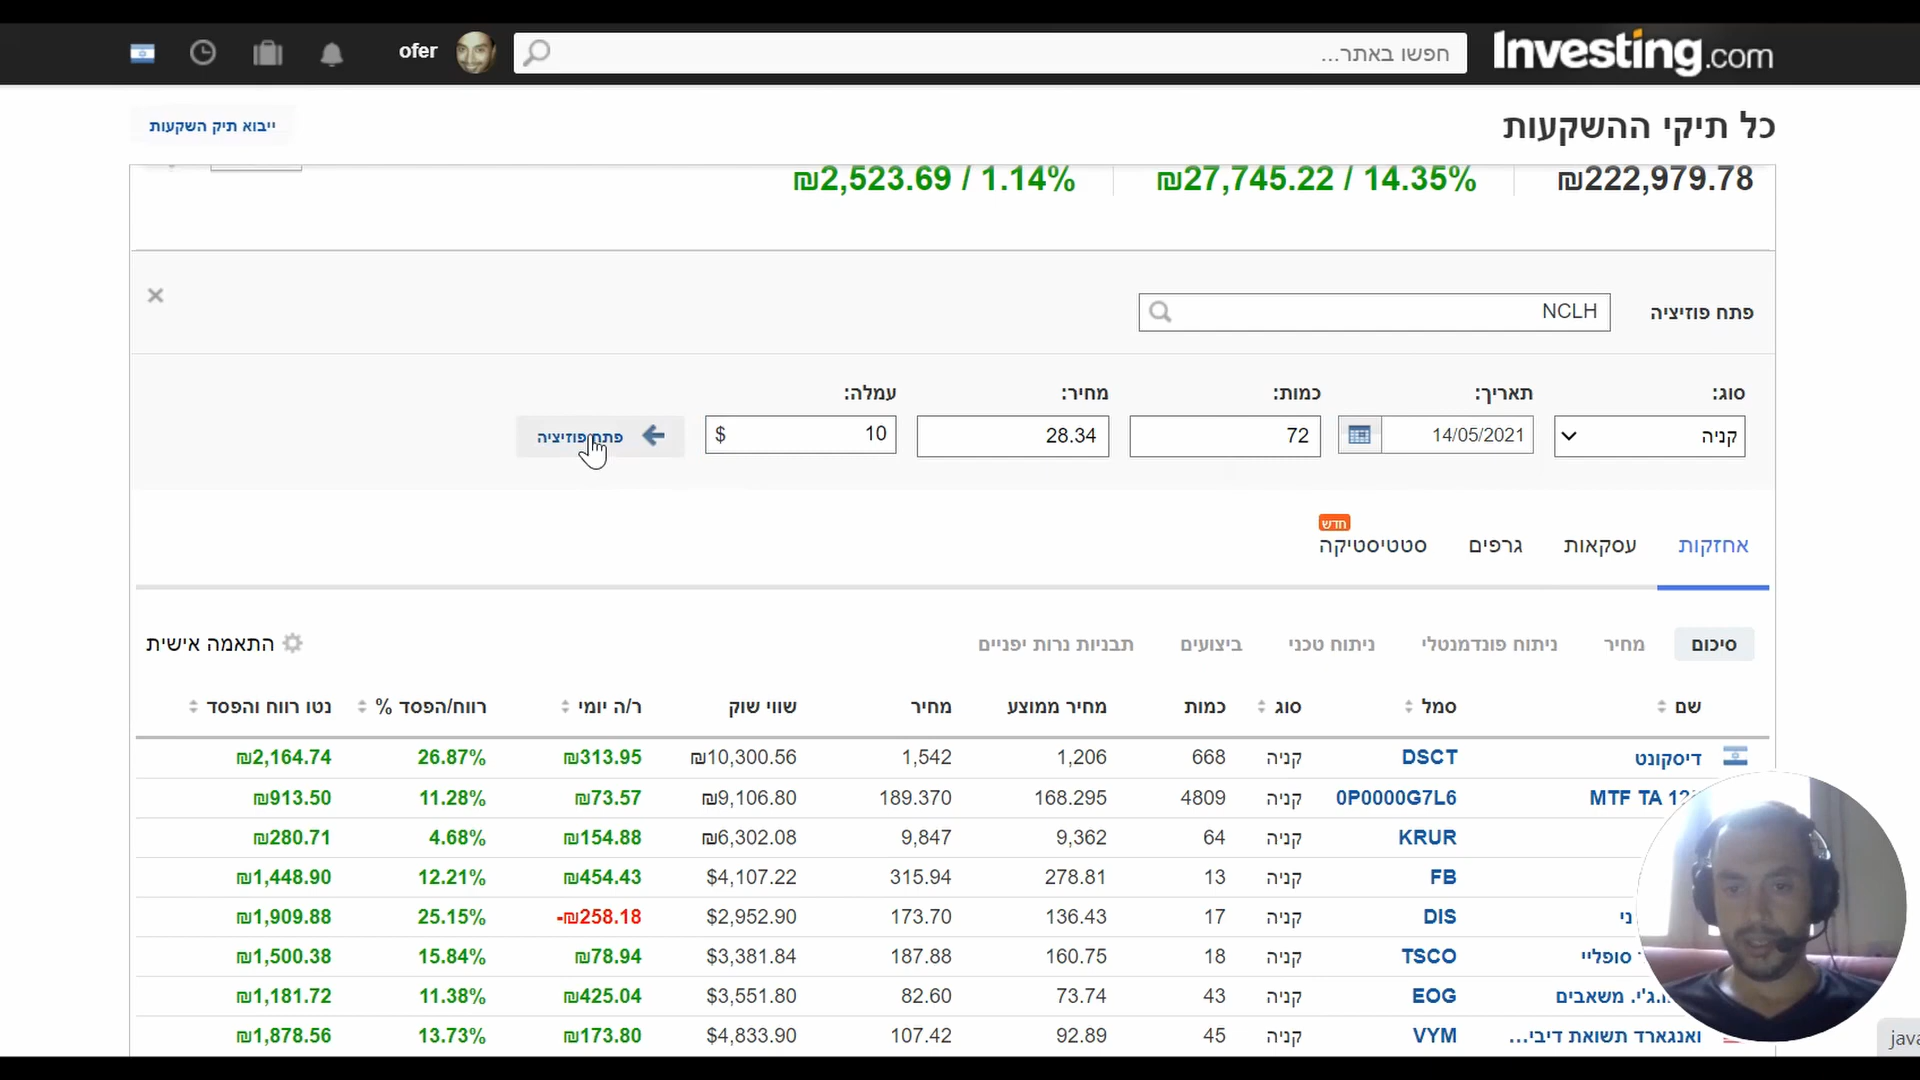 Investing.com
חפשו באתר...
ofer
כל תיקי ההשקעות
ייבוא תיק השקעות
₪222,979.78
₪27,745.22 / 14.35%
₪2,523.69 / 1.14%
פתח פוזיציה
NCLH
×
סוג: תאריך: כמות: מחיר: עמלה:
קניה 14/05/2021 72 28.34 10 $ פתח פוזיציה
חדש
אחזקות עסקאות גרפים סטטיסטיקה
סיכום מחיר ניתוח פונדמנטלי ניתוח טכני ביצועים תבניות נרות יפניים התאמה אישית
שם סמל סוג כמות מחיר ממוצע מחיר שווי שוק ר/ה יומי רווח/הפסד % נטו רווח והפסד
דיסקונט DSCT קניה 668 1,206 1,542 ₪10,300.56 ₪313.95 26.87% ₪2,164.74
MTF TA 0P0000G7L6 קניה 4809 168.295 189.370 ₪9,106.80 ₪73.57 11.28% ₪913.50
KRUR קניה 64 9,362 9,847 ₪6,302.08 ₪154.88 4.68% ₪280.71
FB קניה 13 278.81 315.94 $4,107.22 ₪454.43 12.21% ₪1,448.90
ני DIS קניה 17 136.43 173.70 $2,952.90 -₪258.18 25.15% ₪1,909.88
סופליי TSCO קניה 18 160.75 187.88 $3,381.84 ₪78.94 15.84% ₪1,500.38
ג'י. משאבים EOG קניה 43 73.74 82.60 $3,551.80 ₪425.04 11.38% ₪1,181.72
ואנגארד תשואת דיבי... VYM קניה 45 92.89 107.42 $4,833.90 ₪173.80 13.73% ₪1,878.56
java